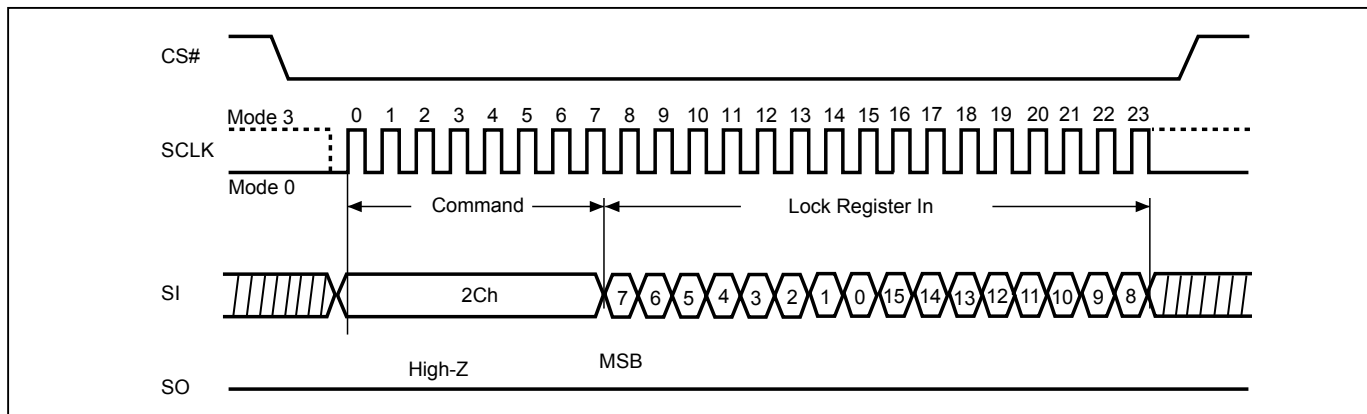 CS#
Mode 3
0 1 2 3 4 5 6 7 8 9 10 11 12 13 14 15 16 17 18 19 20 21 22 23
SCLK
Mode 0
Command
Lock Register In
SI
2Ch
7 6 5 4 3 2 1 0 15 14 13 12 11 10 9 8
High-Z
MSB
SO